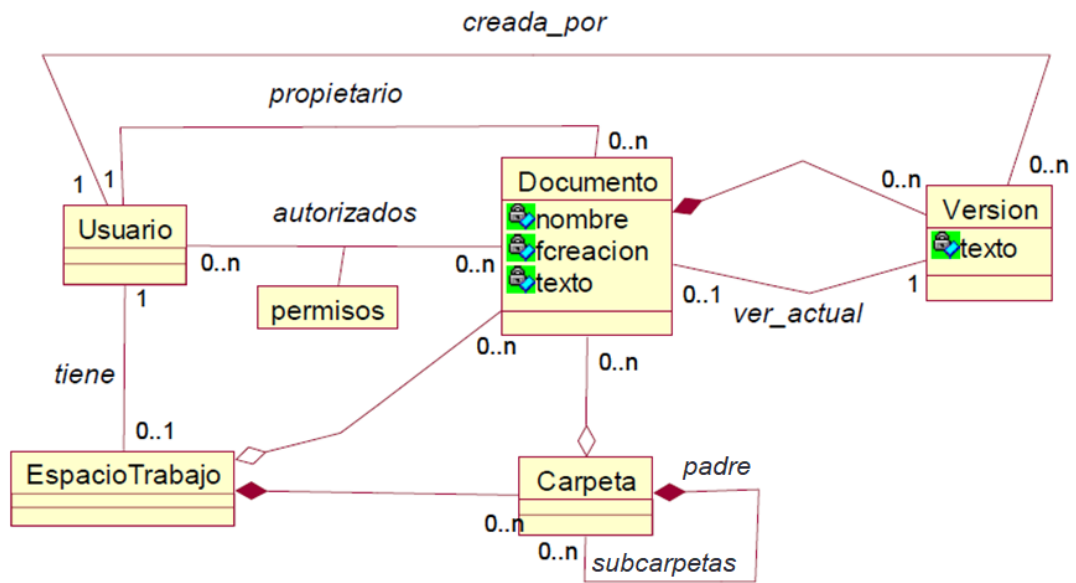 creada_por
propietario
0..n
0..n
0..n
1
1
Documento
Version
Usuario
autorizados
nombre
texto
fcreacion
0..n
0..n
texto
0..1
1
1
permisos
ver_actual
0..n
0..n
tiene
0..1
EspacioTrabajo
Carpeta
padre
0..n
0..n
subcarpetas